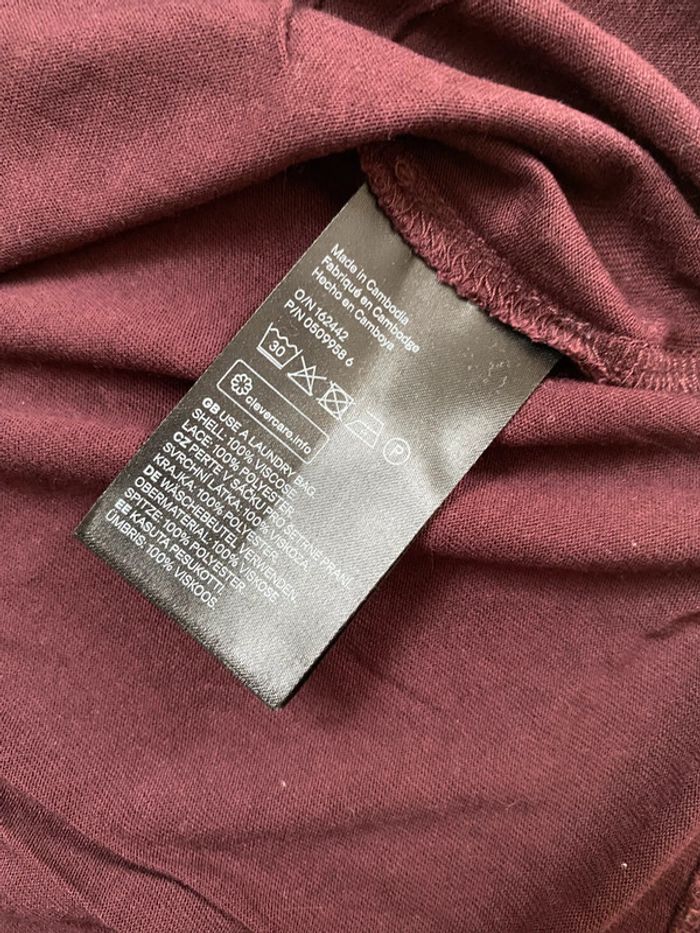 Made in Cambodia
Fabriqué en Cambodge
Hecho en Camboya
O/N 162442
P/N 0509958 6
30
P
clevercare.info
GB USE A LAUNDRY BAG.
SHELL: 100% VISCOSE
LACE: 100% POLYESTER
CZ PERTE V SÁČKU PRO ŠETRNÉ PRANÍ
SVRCHNÍ LÁTKA: 100% VISKÓZA
KRAJKA: 100% POLYESTER
DE WÄSCHEBEUTEL VERWENDEN.
OBERMATERIAL: 100% VISKOSE
SPITZE: 100% POLYESTER
EE KASUTA PESUKOTTI.
ÜMBRIS: 100% VISKOOS.